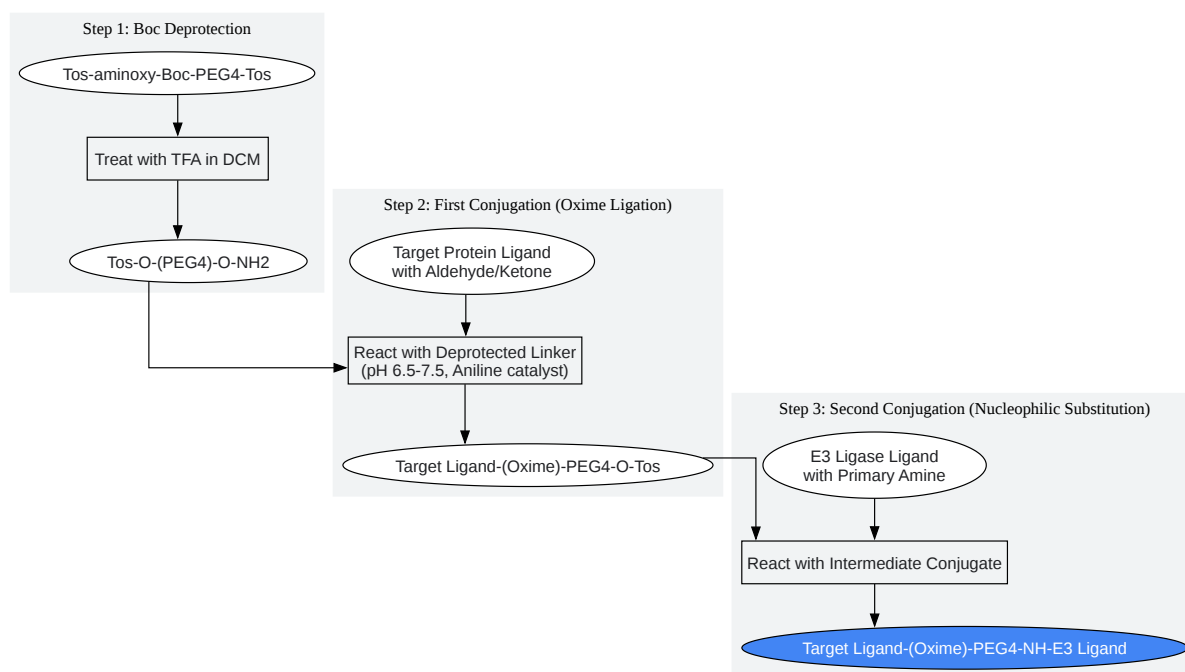 Step 1: Boc Deprotection
Tos-aminoxy-Boc-PEG4-Tos
Treat with TFA in DCM
Tos-O-(PEG4)-O-NH2
Step 2: First Conjugation (Oxime Ligation)
Target Protein Ligand
with Aldehyde/Ketone
React with Deprotected Linker
(pH 6.5-7.5, Aniline catalyst)
Target Ligand-(Oxime)-PEG4-O-Tos
Step 3: Second Conjugation (Nucleophilic Substitution)
E3 Ligase Ligand
with Primary Amine
React with Intermediate Conjugate
Target Ligand-(Oxime)-PEG4-NH-E3 Ligand